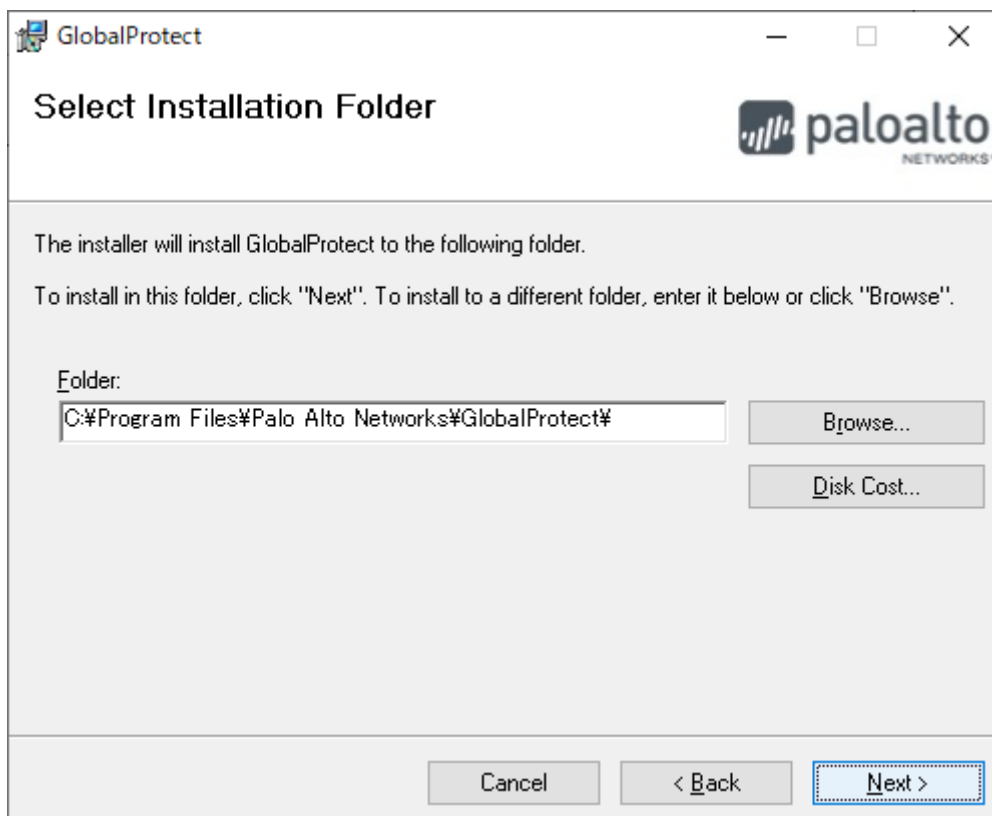 GlobalProtect
Select Installation Folder
paloalto
NETWORKS
The installer will install GlobalProtect to the following folder.
To install in this folder, click "Next". To install to a different folder, enter it below or click "Browse".
Folder:
C:¥Program Files¥Palo Alto Networks¥GlobalProtect¥
Browse...
Disk Cost...
Cancel
< Back
Next >